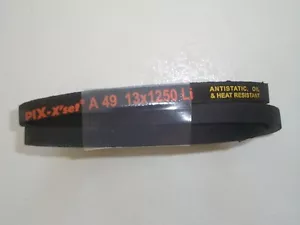 PIX-X'set® A 49 13x1250 Li
ANTISTATIC, OIL
& HEAT RESISTANT